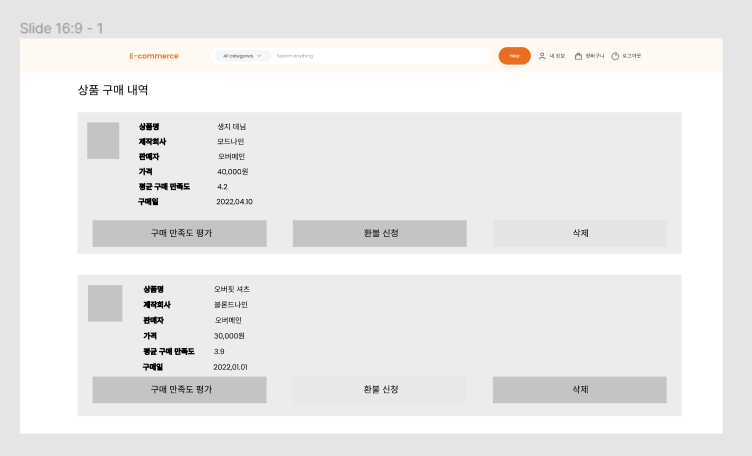 Slide 16:9 - 1
E-commerce All categories Search anything Help 내 정보 장바구니 로그아웃
상품 구매 내역
상품명 생지 데님
제작회사 모드나인
판매자 오버메인
가격 40,000원
평균 구매 만족도 4.2
구매일 2022.04.10
구매 만족도 평가 환불 신청 삭제
상품명 오버핏 셔츠
제작회사 블론드나인
판매자 오버메인
가격 30,000원
평균 구매 만족도 3.9
구매일 2022.01.01
구매 만족도 평가 환불 신청 삭제